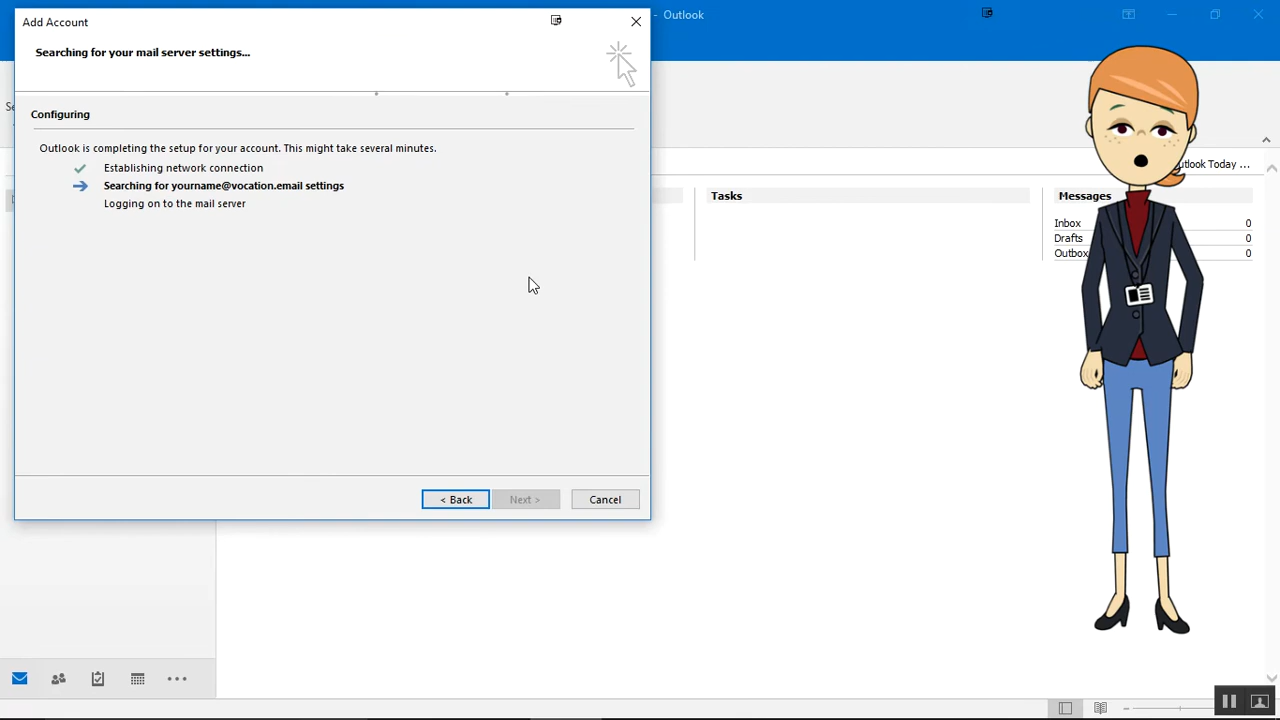 Add Account
- Outlook
Searching for your mail server settings...
Configuring
Outlook is completing the setup for your account. This might take several minutes.
Establishing network connection
Searching for yourname@vocation.email settings
Logging on to the mail server
< Back
Next >
Cancel
Tasks
Messages
Inbox 0
Drafts 0
Outbox 0